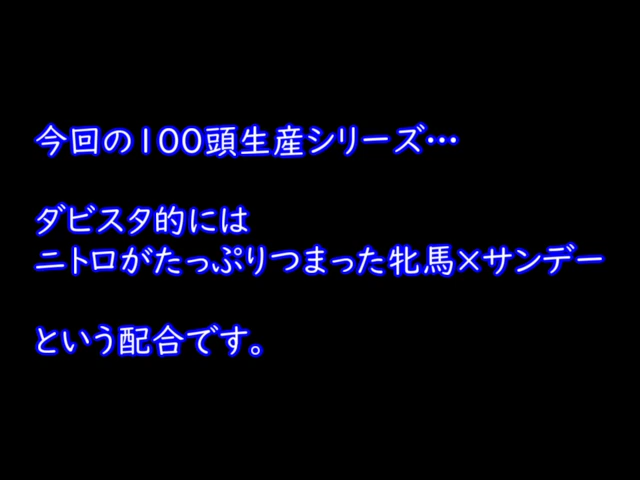 今回の100頭生産シリーズ…
ダビスタ的には
ニトロがたっぷりつまった牝馬×サンデー
という配合です。